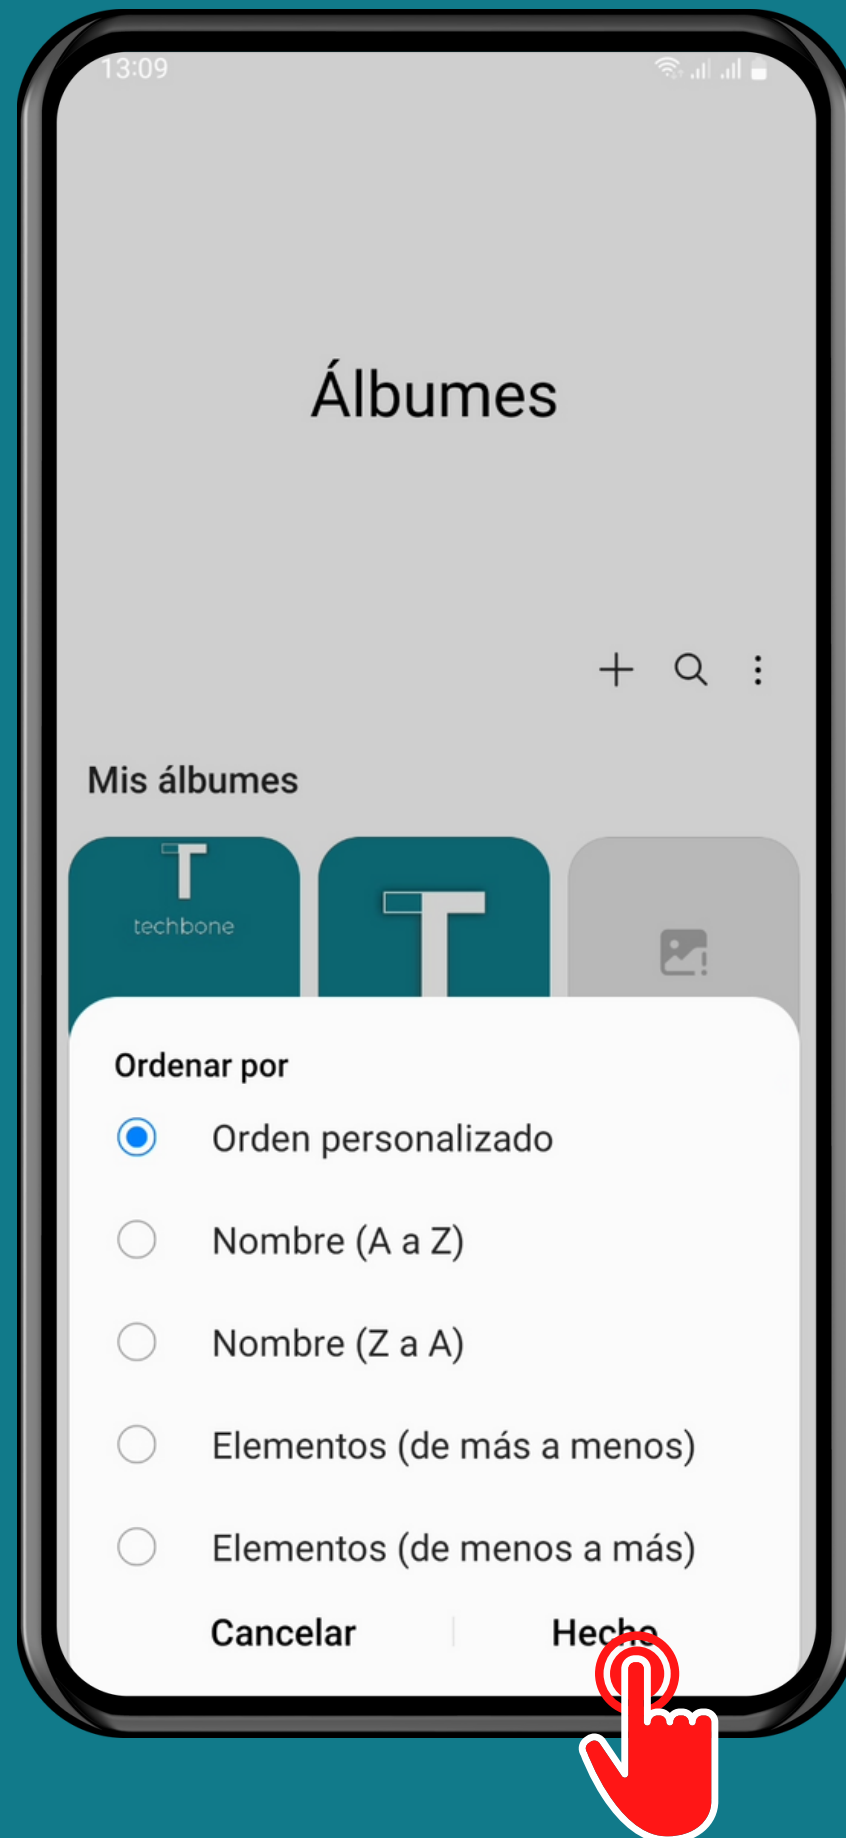 13:09
Álbumes
Mis álbumes
T
techbone
T
Ordenar por
Orden personalizado
Nombre (A a Z)
Nombre (Z a A)
Elementos (de más a menos)
Elementos (de menos a más)
Cancelar
Hecho